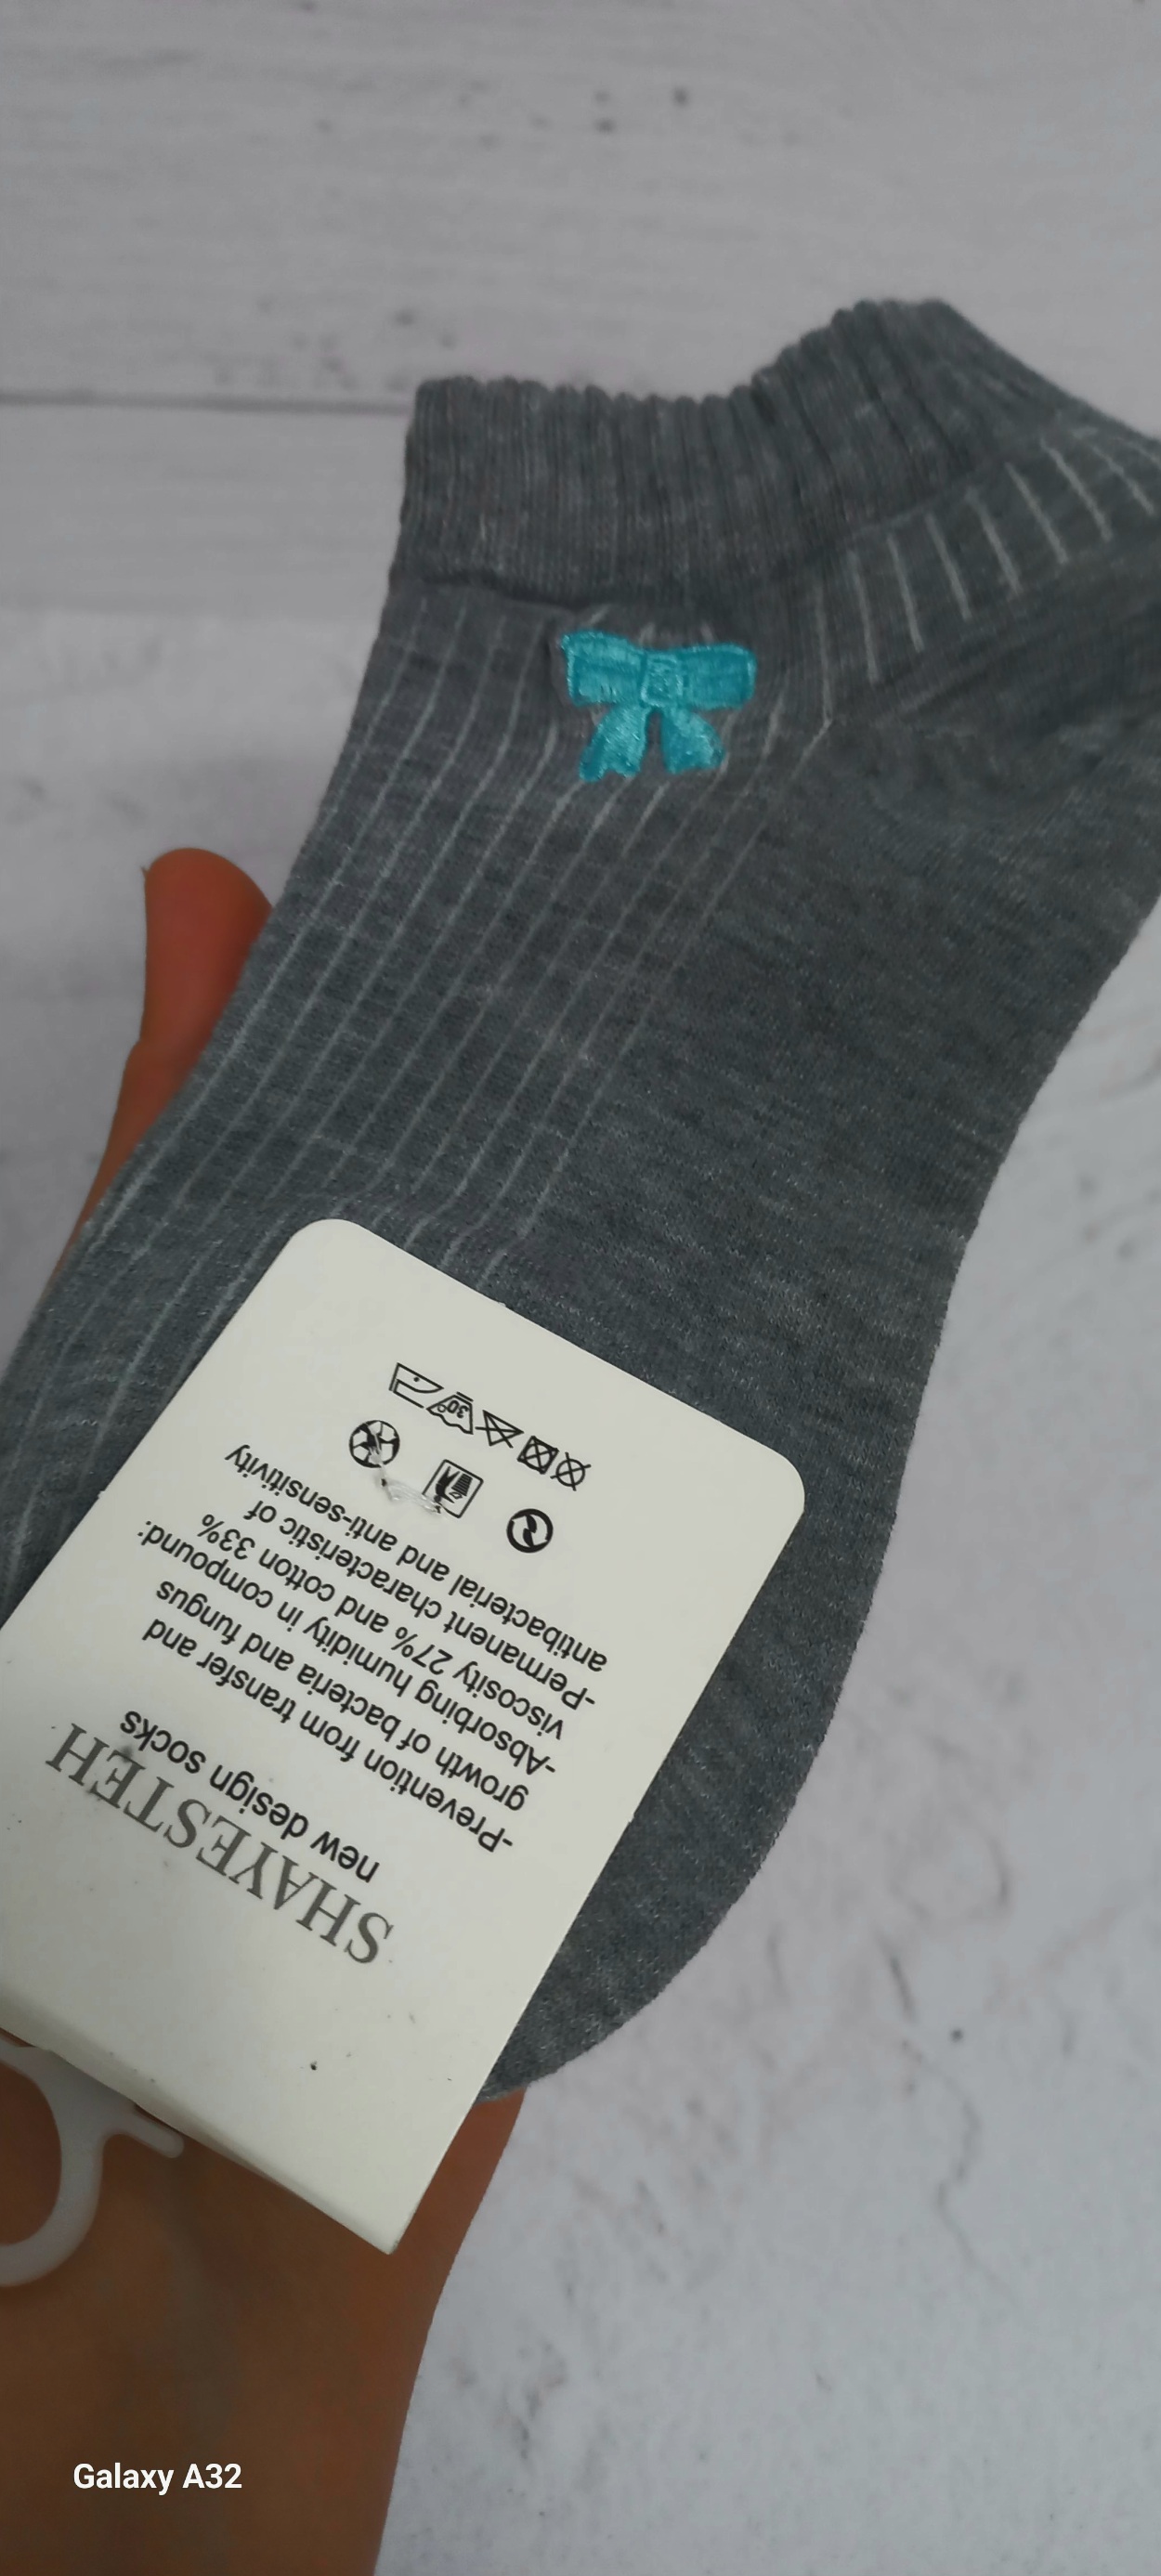 SHAYESTEH
new design socks
-Prevention from transfer and
growth of bacteria and fungus
-Absorbing humidity in compound:
viscosity 27% and cotton 33%
-Permanent characteristic of
antibacterial and anti-sensitivity
30°
Galaxy A32